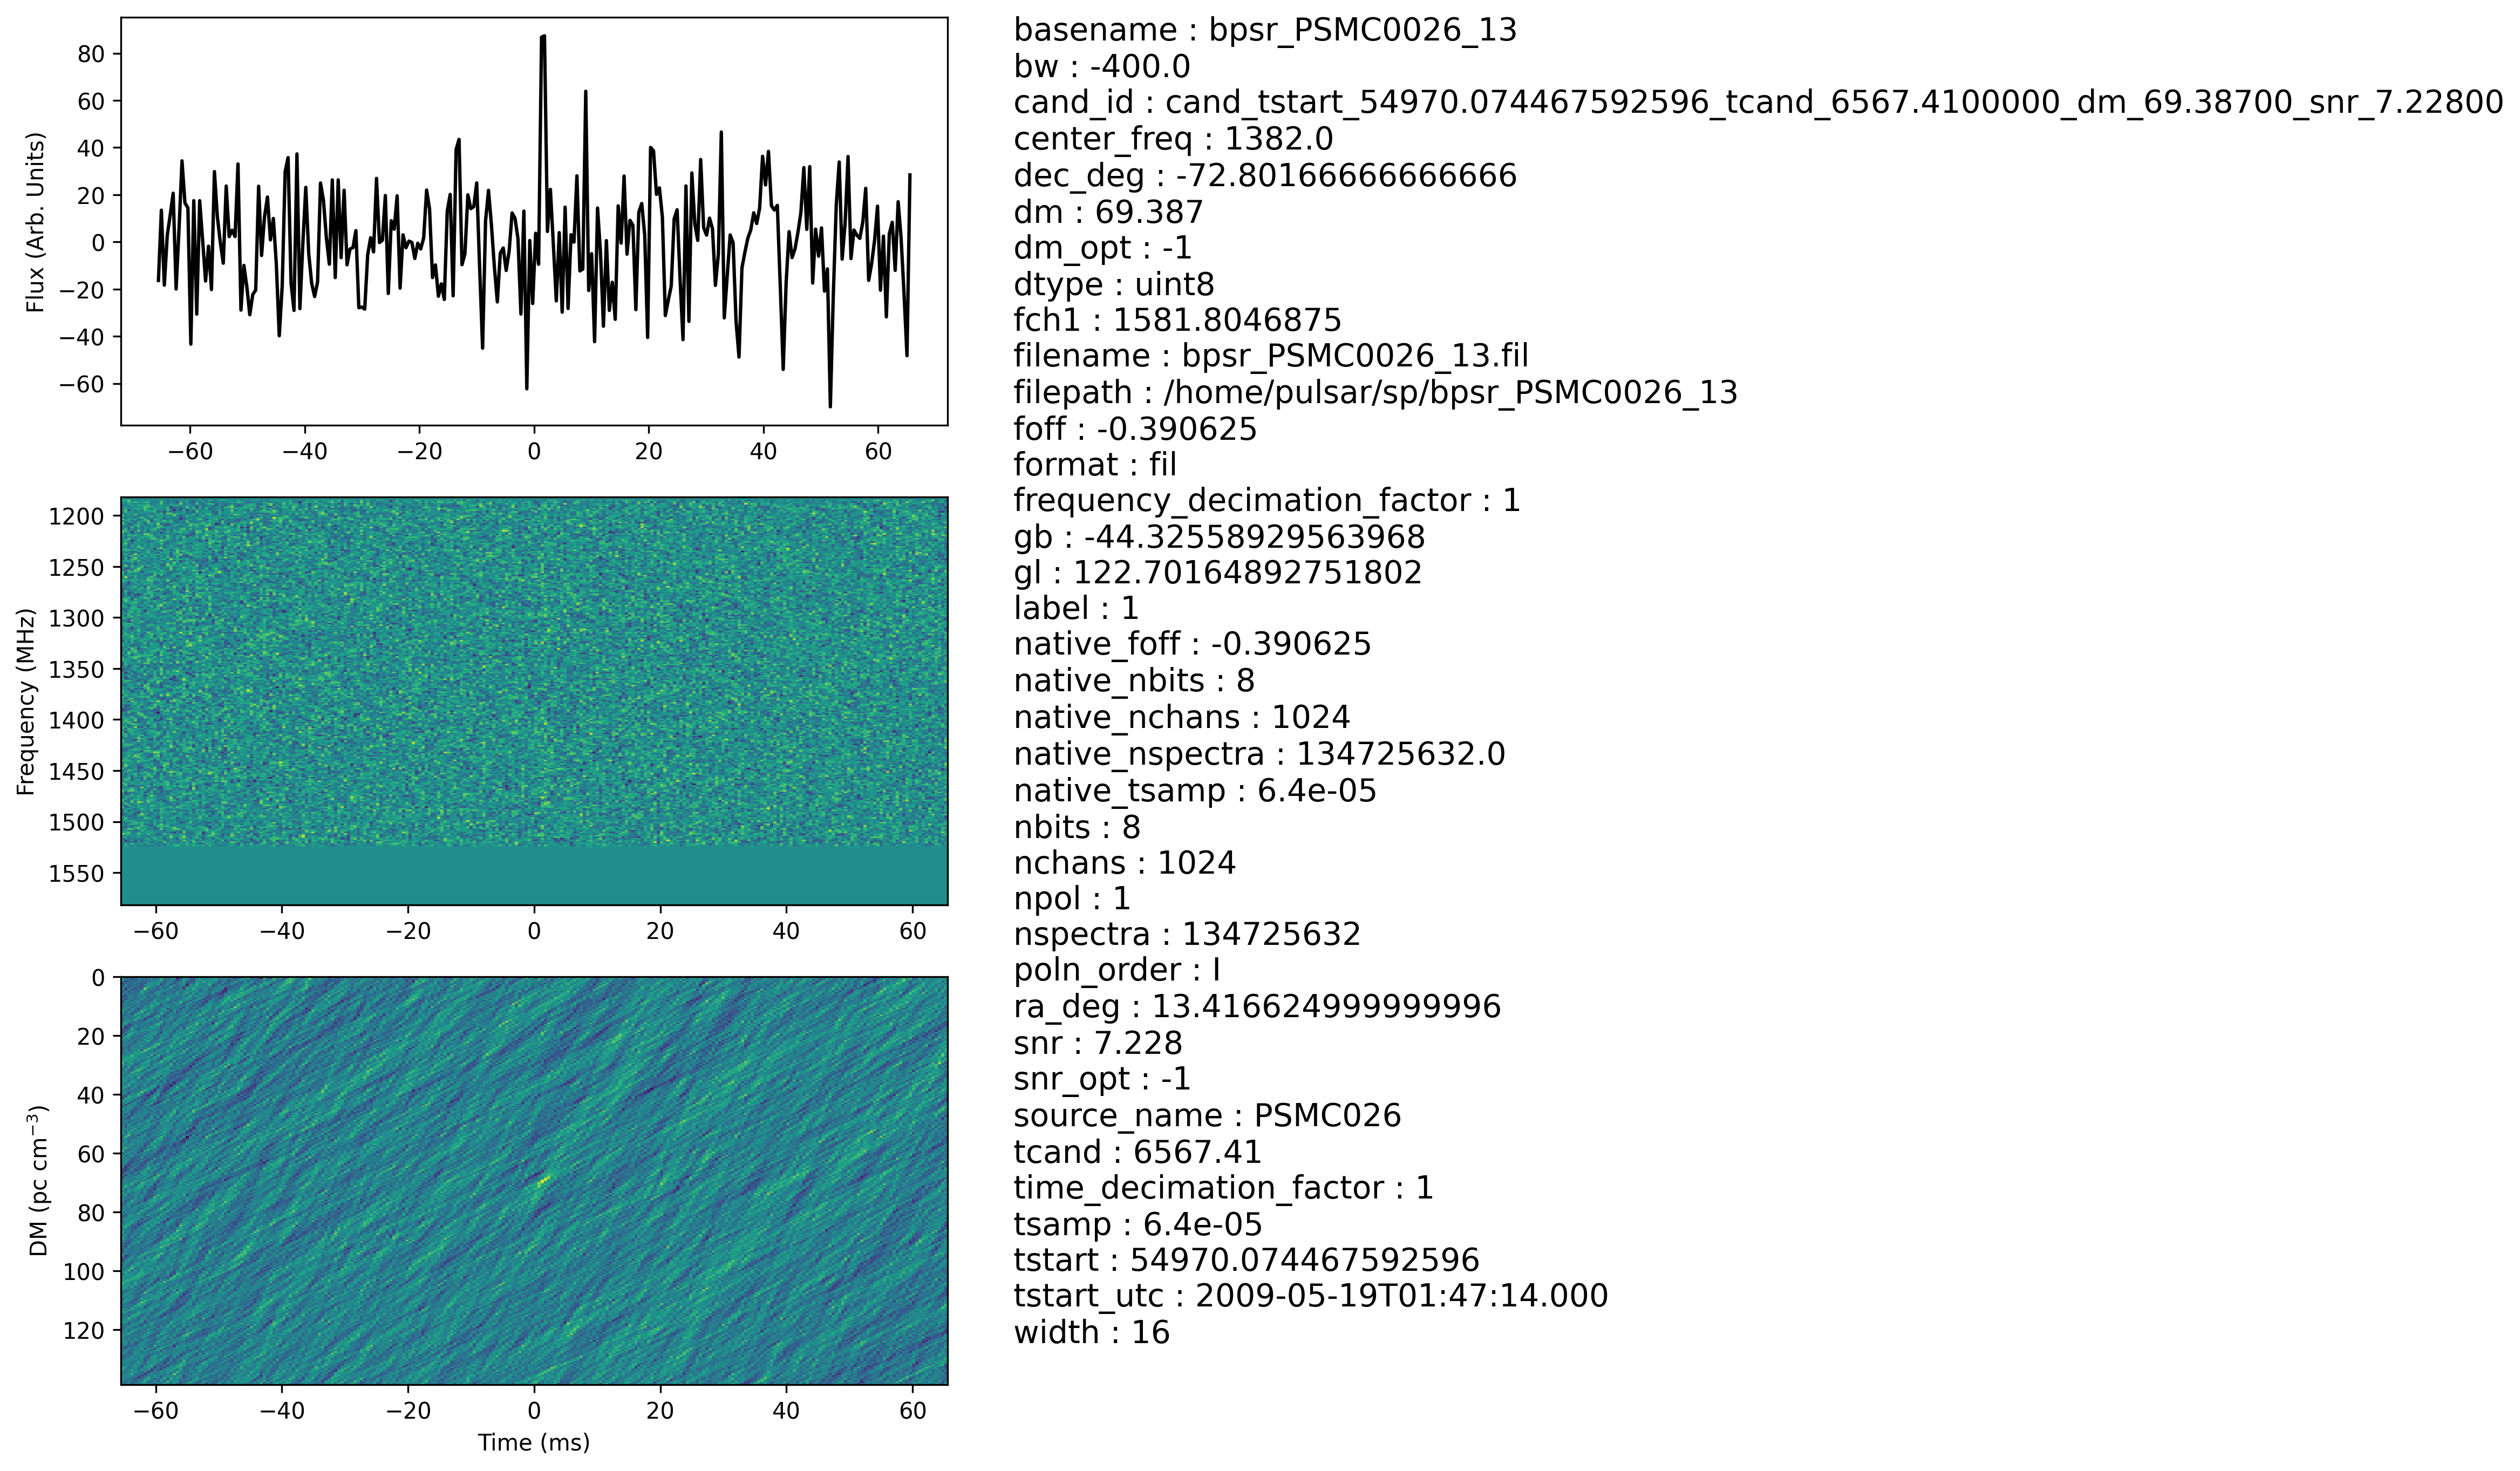 80
60
40
20
0
−20
−40
−60
Flux (Arb. Units)
−60 −40 −20 0 20 40 60
1200
1250
1300
1350
1400
1450
1500
1550
Frequency (MHz)
−60 −40 −20 0 20 40 60
0
20
40
60
80
100
120
DM (pc cm⁻³)
−60 −40 −20 0 20 40 60
Time (ms)
basename : bpsr_PSMC0026_13
bw : -400.0
cand_id : cand_tstart_54970.074467592596_tcand_6567.4100000_dm_69.38700_snr_7.22800
center_freq : 1382.0
dec_deg : -72.80166666666666
dm : 69.387
dm_opt : -1
dtype : uint8
fch1 : 1581.8046875
filename : bpsr_PSMC0026_13.fil
filepath : /home/pulsar/sp/bpsr_PSMC0026_13
foff : -0.390625
format : fil
frequency_decimation_factor : 1
gb : -44.32558929563968
gl : 122.70164892751802
label : 1
native_foff : -0.390625
native_nbits : 8
native_nchans : 1024
native_nspectra : 134725632.0
native_tsamp : 6.4e-05
nbits : 8
nchans : 1024
npol : 1
nspectra : 134725632
poln_order : I
ra_deg : 13.416624999999996
snr : 7.228
snr_opt : -1
source_name : PSMC026
tcand : 6567.41
time_decimation_factor : 1
tsamp : 6.4e-05
tstart : 54970.074467592596
tstart_utc : 2009-05-19T01:47:14.000
width : 16